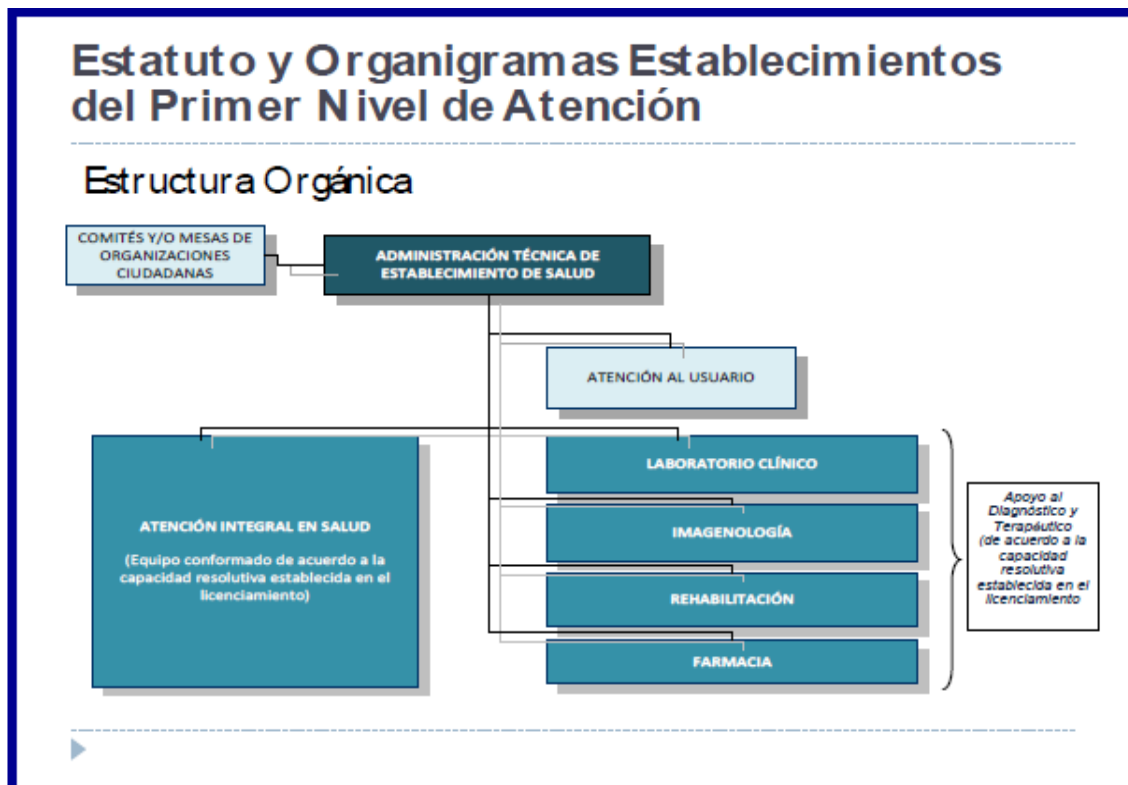 Estatuto y Organigramas Establecimientos
del Primer Nivel de Atención
Estructura Orgánica
COMITÉS Y/O MESAS DE
ORGANIZACIONES
CIUDADANAS
ADMINISTRACIÓN TÉCNICA DE
ESTABLECIMIENTO DE SALUD
ATENCIÓN AL USUARIO
ATENCIÓN INTEGRAL EN SALUD
(Equipo conformado de acuerdo a la
capacidad resolutiva establecida en el
licenciamiento)
LABORATORIO CLÍNICO
IMAGENOLOGÍA
REHABILITACIÓN
FARMACIA
Apoyo al
Diagnóstico y
Terapéutico
(de acuerdo a la
capacidad
resolutiva
establecida en el
licenciamiento